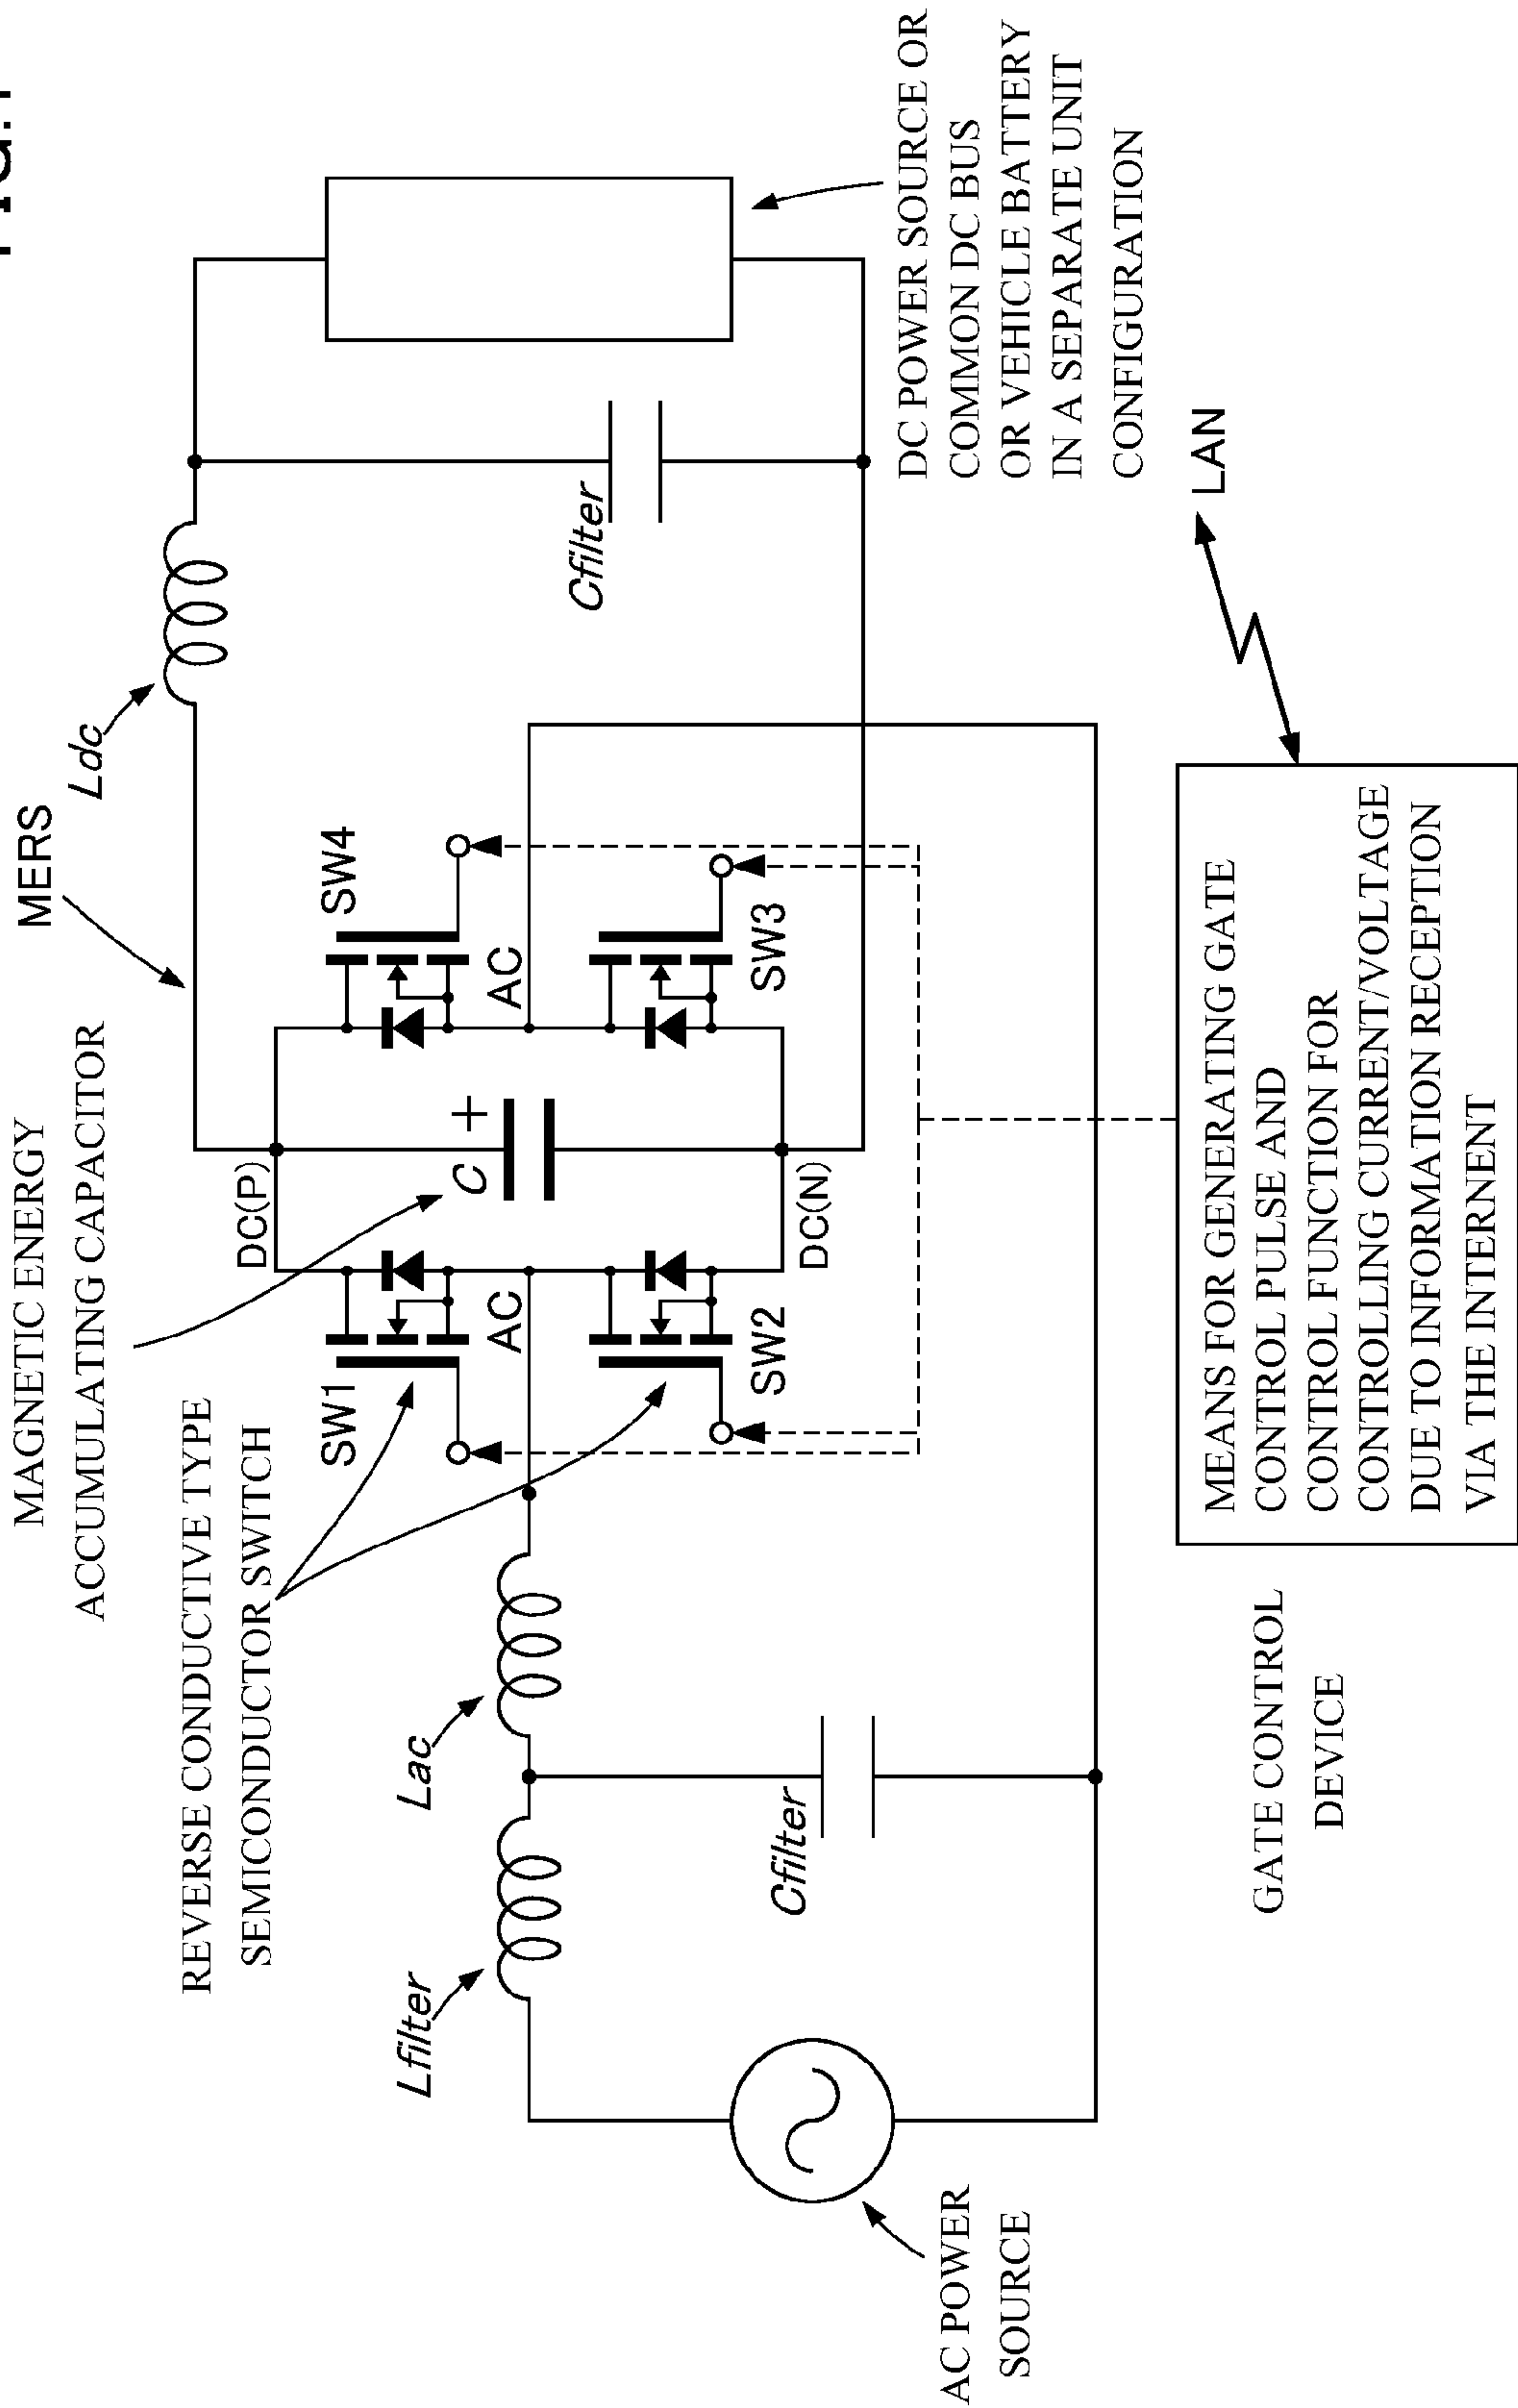 FIG.1
MERS
Ldc
MAGNETIC ENERGY
ACCUMULATING CAPACITOR
REVERSE CONDUCTIVE TYPE
SEMICONDUCTOR SWITCH
DC(P)
SW1
SW4
Lfilter
Lac
AC
C
+
AC
Cfilter
SW2
SW3
DC(N)
Cfilter
AC POWER
SOURCE
DC POWER SOURCE OR
COMMON DC BUS
OR VEHICLE BATTERY
IN A SEPARATE UNIT
CONFIGURATION
LAN
GATE CONTROL
DEVICE
MEANS FOR GENERATING GATE
CONTROL PULSE AND
CONTROL FUNCTION FOR
CONTROLLING CURRENT/VOLTAGE
DUE TO INFORMATION RECEPTION
VIA THE INTERNENT